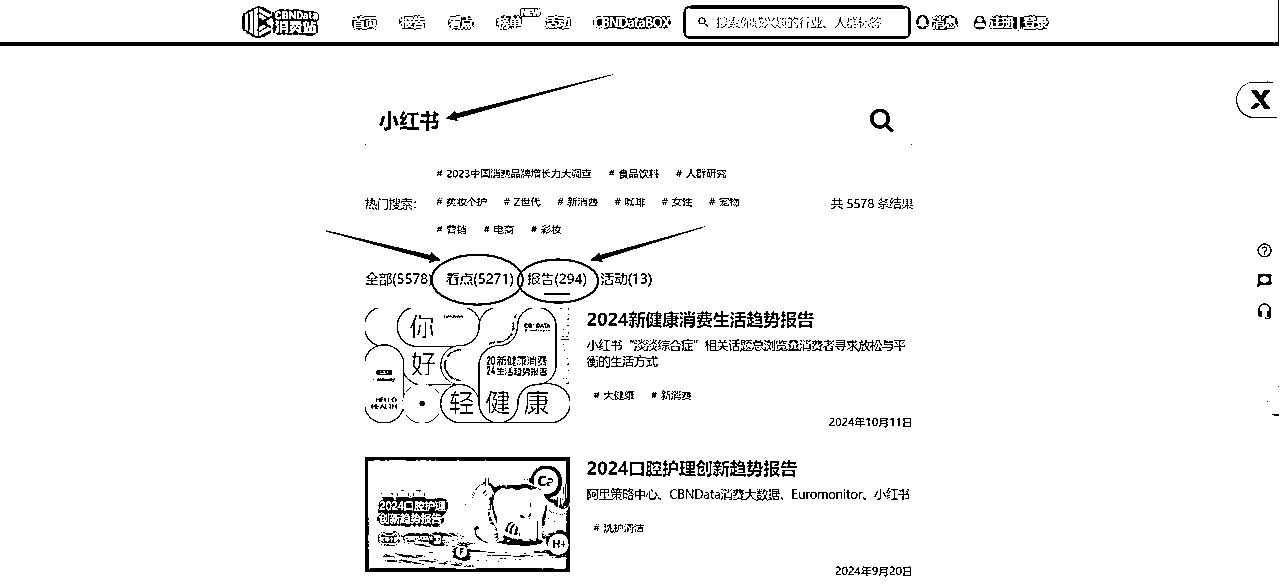 CBNData
消费站
首页 报告 看点 榜单 NEW 活动 CBNDataBOX 消息 注册 | 登录
小红书
# 2023中国消费品牌增长力大调查 # 食品饮料 # 人群研究
热门搜索: # 美妆个护 # Z世代 # 新消费 # 咖啡 # 女性 # 宠物
共 5578 条结果
# 营销 # 电商 # 彩妆
全部(5578) 看点(5271) 报告(294) 活动(13)
你好
轻健康
CBNDATA
20新健康消费
24生活趋势报告
HELLO
HEALTH
2024新健康消费生活趋势报告
小红书“淡淡综合症”相关话题总浏览量消费者寻求放松与平
衡的生活方式
# 大健康 # 新消费
2024年10月11日
2024口腔护理
创新趋势报告
Ca
F
H+
2024口腔护理创新趋势报告
阿里策略中心、CBNData消费大数据、Euromonitor、小红书
# 洗护清洁
2024年9月20日